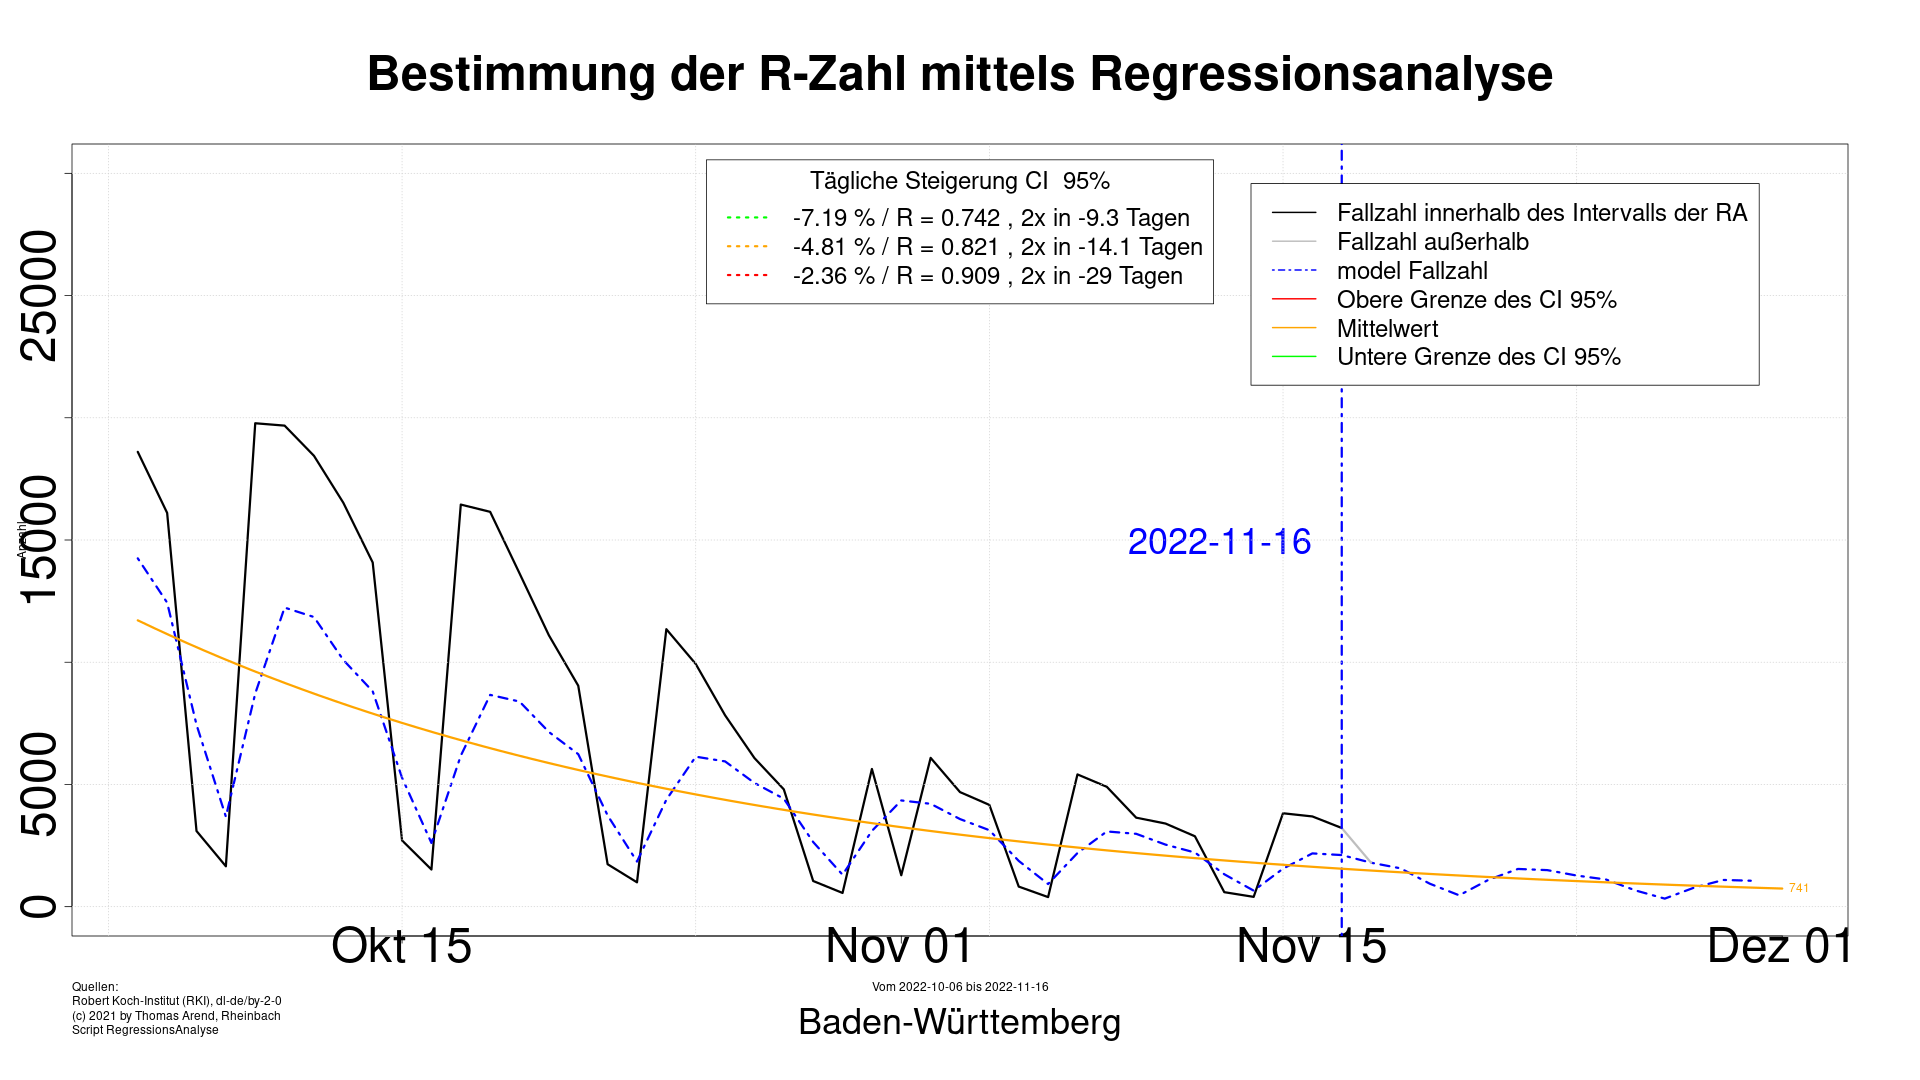 Bestimmung der R-Zahl mittels Regressionsanalyse
Tägliche Steigerung CI  95%
-7.19 % / R = 0.742 , 2x in -9.3 Tagen
-4.81 % / R = 0.821 , 2x in -14.1 Tagen
-2.36 % / R = 0.909 , 2x in -29 Tagen
Fallzahl innerhalb des Intervalls der RA
Fallzahl außerhalb
model Fallzahl
Obere Grenze des CI 95%
Mittelwert
Untere Grenze des CI 95%
25000
15000
5000
0
Anzahl
2022-11-16
741
Okt 15
Nov 01
Nov 15
Dez 01
Quellen:
Robert Koch-Institut (RKI), dl-de/by-2-0
(c) 2021 by Thomas Arend, Rheinbach
Script RegressionsAnalyse
Vom 2022-10-06 bis 2022-11-16
Baden-Württemberg